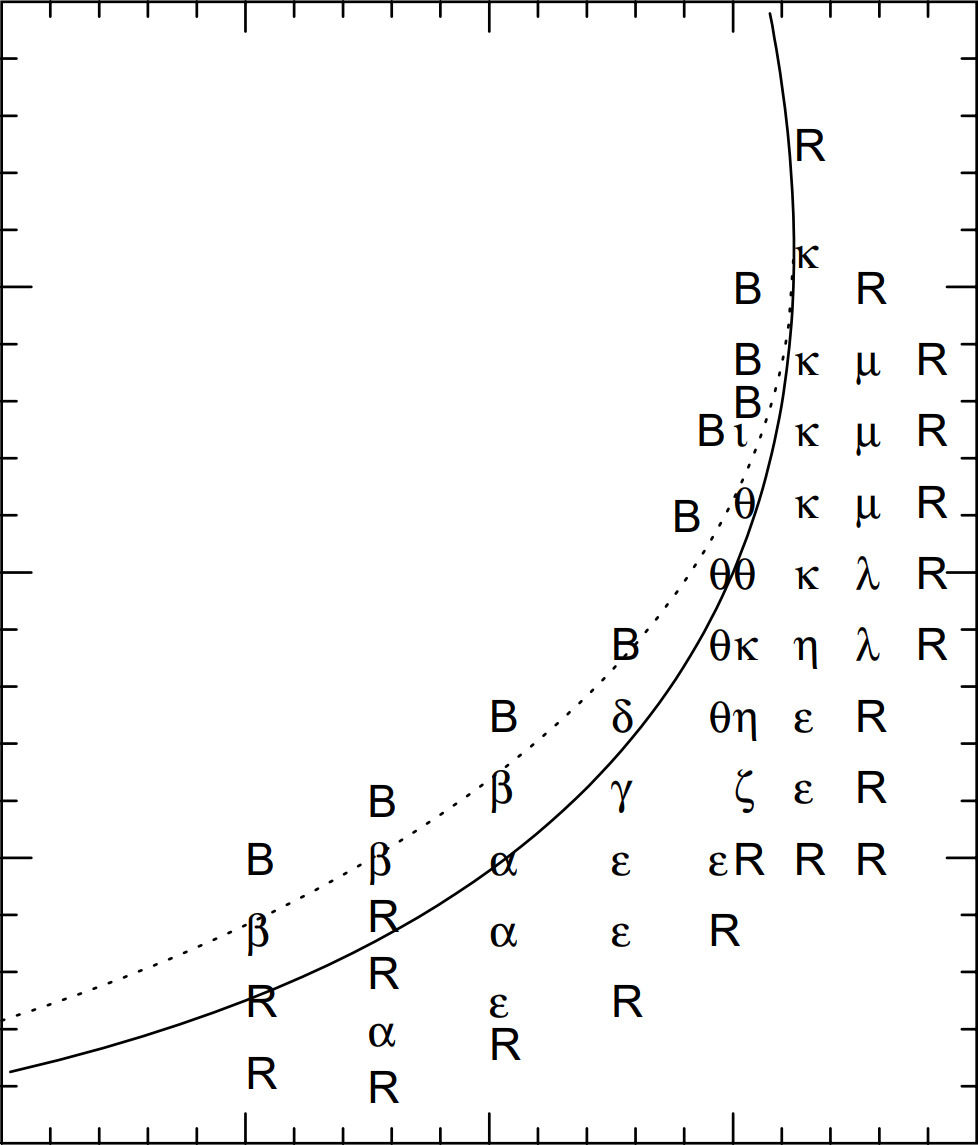 R
κ
B R
B κ μ R
B
B ι κ μ R
θ κ μ R
B
θθ κ λ R
B θκ η λ R
B δ θη ε R
β γ ζ ε R
B
B β α ε εR R R
R
β α ε R
R
R ε R
α
R
R
R